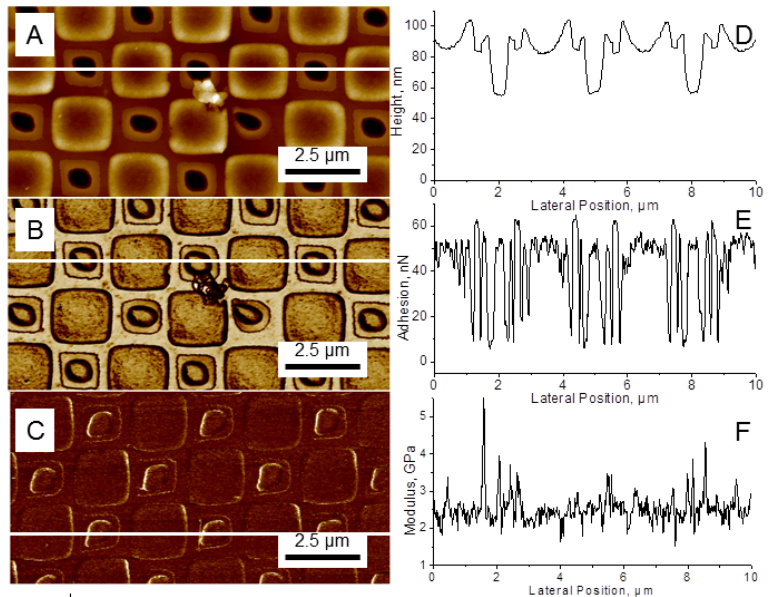 A
2.5 µm
B
2.5 µm
C
2.5 µm
D
Height, nm
100
80
60
40
20
0
0 2 4 6 8 10
Lateral Position, µm
E
Adhesion, nN
60
40
20
0
0 2 4 6 8 10
Lateral Position, µm
F
Modulus, GPa
5
4
3
2
1
0 2 4 6 8 10
Lateral Position, µm